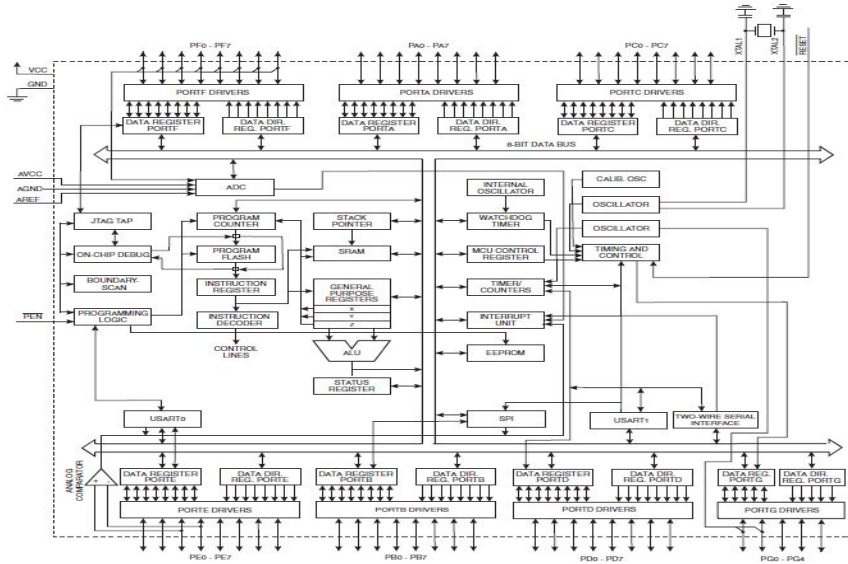 PF0 - PF7
PA0 - PA7
PC0 - PC7
XTAL1
XTAL2
RESET
VCC
GND
PORTF DRIVERS
PORTA DRIVERS
PORTC DRIVERS
DATA REGISTER
PORTF
DATA DIR.
REG. PORTF
DATA REGISTER
PORTA
DATA DIR.
REG. PORTA
DATA REGISTER
PORTC
DATA DIR.
REG. PORTC
8-BIT DATA BUS
AVCC
AGND
AREF
ADC
INTERNAL
OSCILLATOR
CALIB. OSC
OSCILLATOR
JTAG TAP
PROGRAM
COUNTER
STACK
POINTER
WATCHDOG
TIMER
OSCILLATOR
ON-CHIP DEBUG
PROGRAM
FLASH
SRAM
MCU CONTROL
REGISTER
TIMING AND
CONTROL
BOUNDARY-
SCAN
INSTRUCTION
REGISTER
GENERAL
PURPOSE
REGISTERS
TIMER/
COUNTERS
X
Y
Z
PEN
PROGRAMMING
LOGIC
INSTRUCTION
DECODER
INTERRUPT
UNIT
CONTROL
LINES
ALU
EEPROM
STATUS
REGISTER
USART0
SPI
USART1
TWO-WIRE SERIAL
INTERFACE
ANALOG
COMPARATOR
+
-
DATA REGISTER
PORTE
DATA DIR.
REG. PORTE
DATA REGISTER
PORTB
DATA DIR.
REG. PORTB
DATA REGISTER
PORTD
DATA DIR.
REG. PORTD
DATA REG.
PORTG
DATA DIR.
REG. PORTG
PORTE DRIVERS
PORTB DRIVERS
PORTD DRIVERS
PORTG DRIVERS
PE0 - PE7
PB0 - PB7
PD0 - PD7
PG0 - PG4